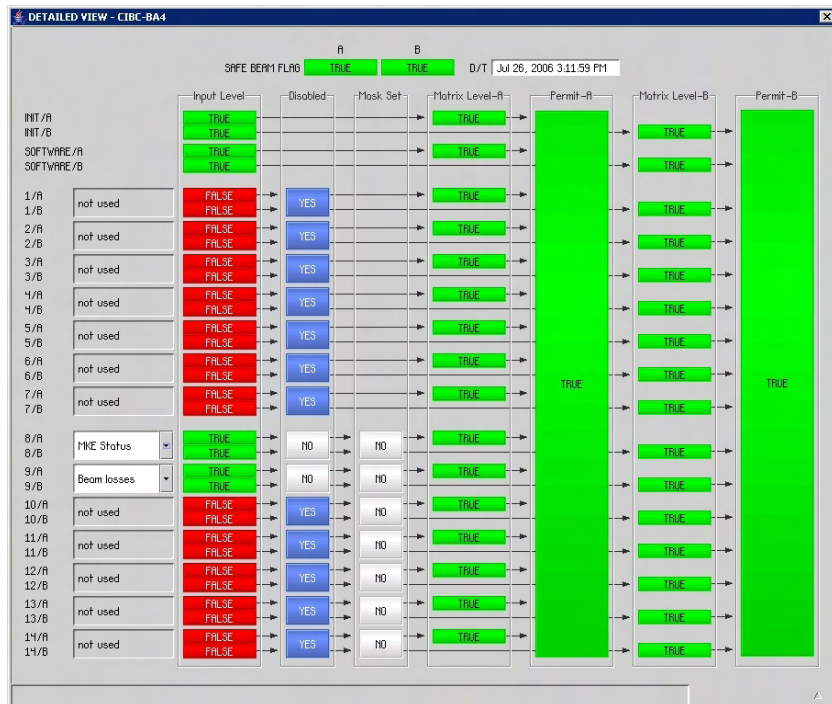 DETAILED VIEW - CIBC-BA4
A B
SAFE BEAM FLAG TRUE TRUE D/T Jul 26, 2006 3:11:59 PM
Input Level Disabled Mask Set Matrix Level-A Permit-A Matrix Level-B Permit-B
INIT/A TRUE TRUE
INIT/B TRUE TRUE
SOFTWARE/A TRUE TRUE
SOFTWARE/B TRUE TRUE
1/A not used FALSE YES TRUE
1/B FALSE TRUE
2/A not used FALSE YES TRUE
2/B FALSE TRUE
3/A not used FALSE YES TRUE
3/B FALSE TRUE
4/A not used FALSE YES TRUE
4/B FALSE TRUE
5/A not used FALSE YES TRUE
5/B FALSE TRUE
6/A not used FALSE YES TRUE
6/B FALSE TRUE
7/A not used FALSE YES TRUE TRUE TRUE
7/B FALSE TRUE
8/A MKE Status TRUE NO NO TRUE
8/B TRUE TRUE
9/A Beam losses TRUE NO NO TRUE
9/B TRUE TRUE
10/A not used FALSE YES NO TRUE
10/B FALSE TRUE
11/A not used FALSE YES NO TRUE
11/B FALSE TRUE
12/A not used FALSE YES NO TRUE
12/B FALSE TRUE
13/A not used FALSE YES NO TRUE
13/B FALSE TRUE
14/A not used FALSE YES NO TRUE
14/B FALSE TRUE